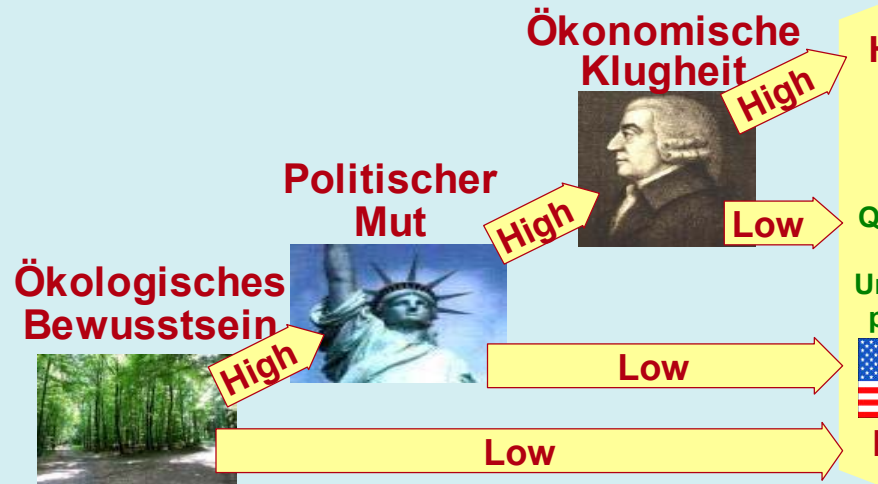 Ökonomische
Klugheit
High
Politischer
Mut
High
Low
Ökologisches
Bewusstsein
High
Low
Low